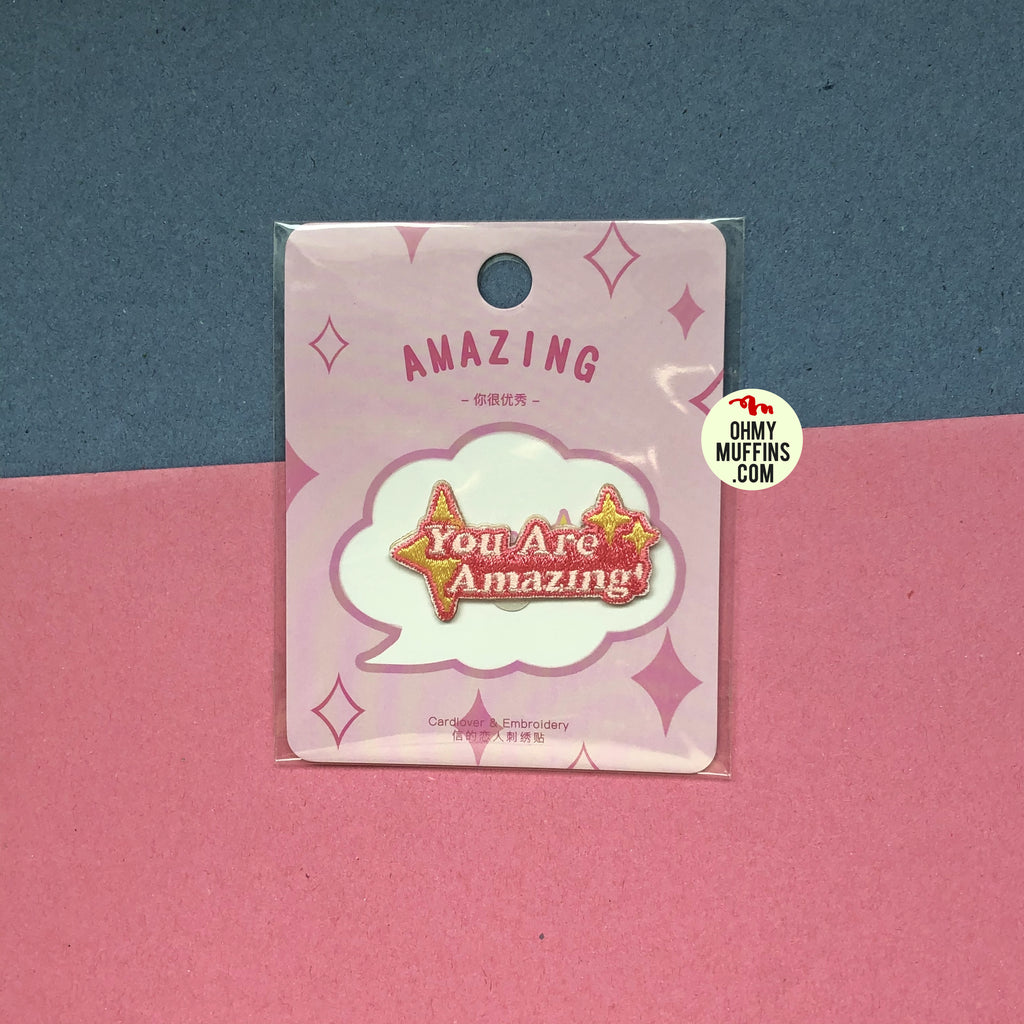 AMAZING
– 你很优秀 –
OHMY
MUFFINS
.COM
You Are
Amazing!
Cardlover & Embroidery
信的恋人刺绣贴